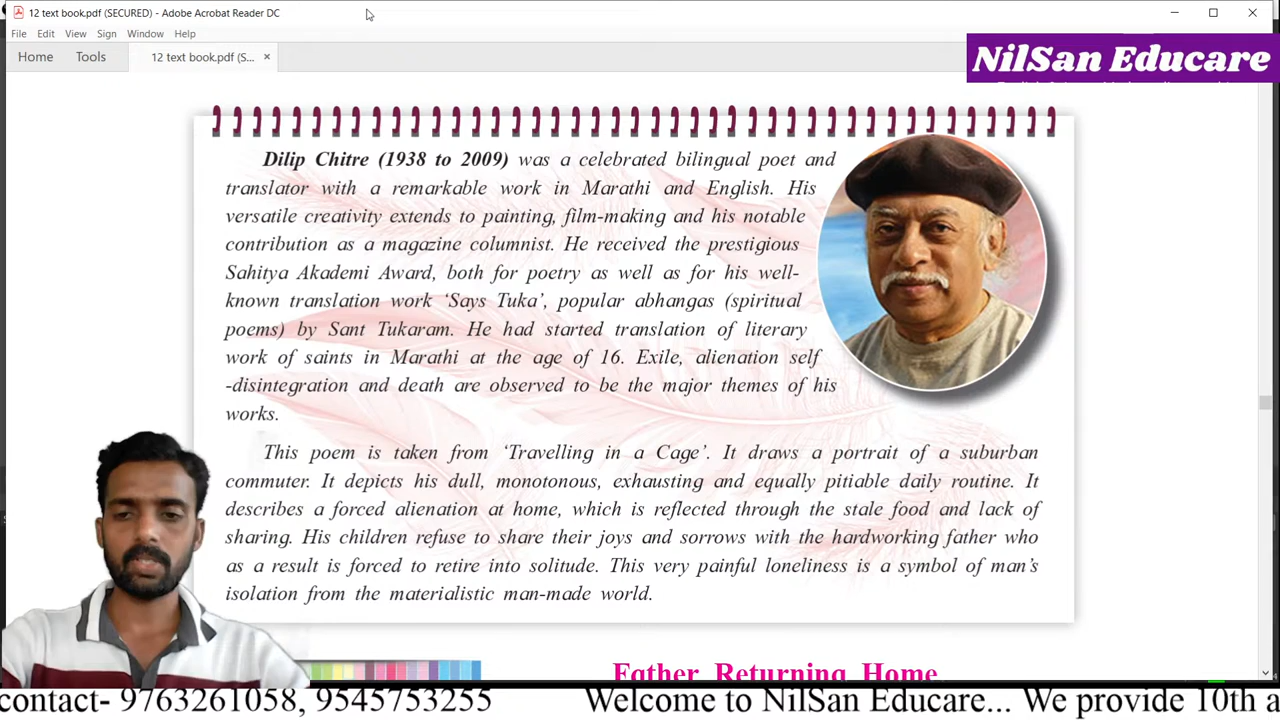 12 text book.pdf (SECURED) - Adobe Acrobat Reader DC
File Edit View Sign Window Help
Home Tools 12 text book.pdf (S... ×
NilSan Educare
Dilip Chitre (1938 to 2009) was a celebrated bilingual poet and
translator with a remarkable work in Marathi and English. His
versatile creativity extends to painting, film-making and his notable
contribution as a magazine columnist. He received the prestigious
Sahitya Akademi Award, both for poetry as well as for his well-
known translation work ‘Says Tuka’, popular abhangas (spiritual
poems) by Sant Tukaram. He had started translation of literary
work of saints in Marathi at the age of 16. Exile, alienation self
-disintegration and death are observed to be the major themes of his
works.
This poem is taken from ‘Travelling in a Cage’. It draws a portrait of a suburban
commuter. It depicts his dull, monotonous, exhausting and equally pitiable daily routine. It
describes a forced alienation at home, which is reflected through the stale food and lack of
sharing. His children refuse to share their joys and sorrows with the hardworking father who
as a result is forced to retire into solitude. This very painful loneliness is a symbol of man’s
isolation from the materialistic man-made world.
Father Returning Home
contact- 9763261058, 9545753255 Welcome to NilSan Educare... We provide 10th a